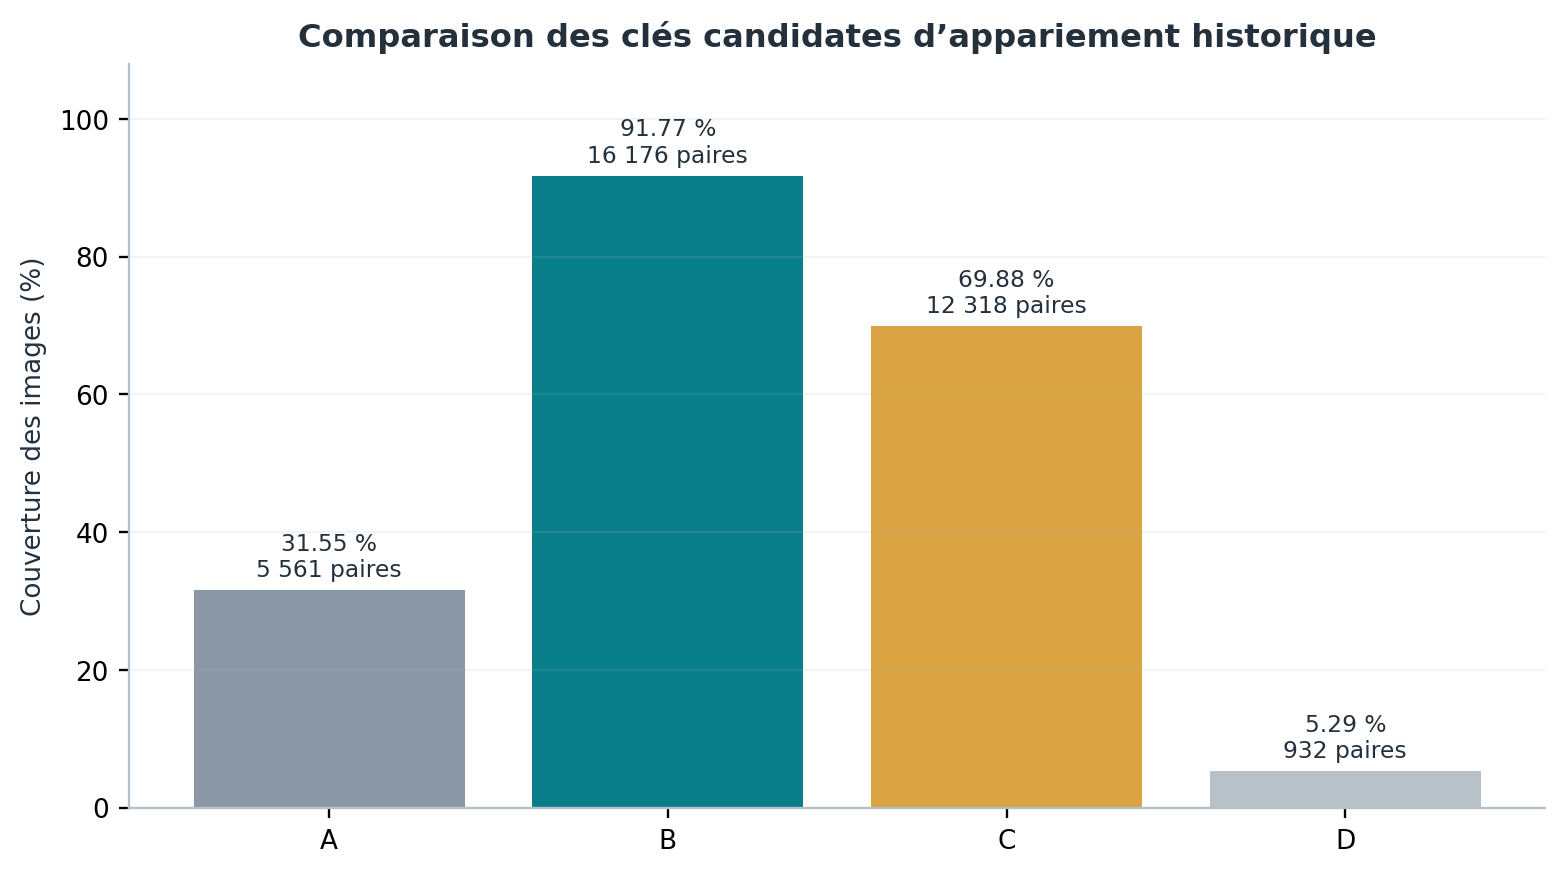 Comparaison des clés candidates d’appariement historique
Couverture des images (%)
100
80
60
40
20
0
31.55 %
5 561 paires
91.77 %
16 176 paires
69.88 %
12 318 paires
5.29 %
932 paires
A
B
C
D